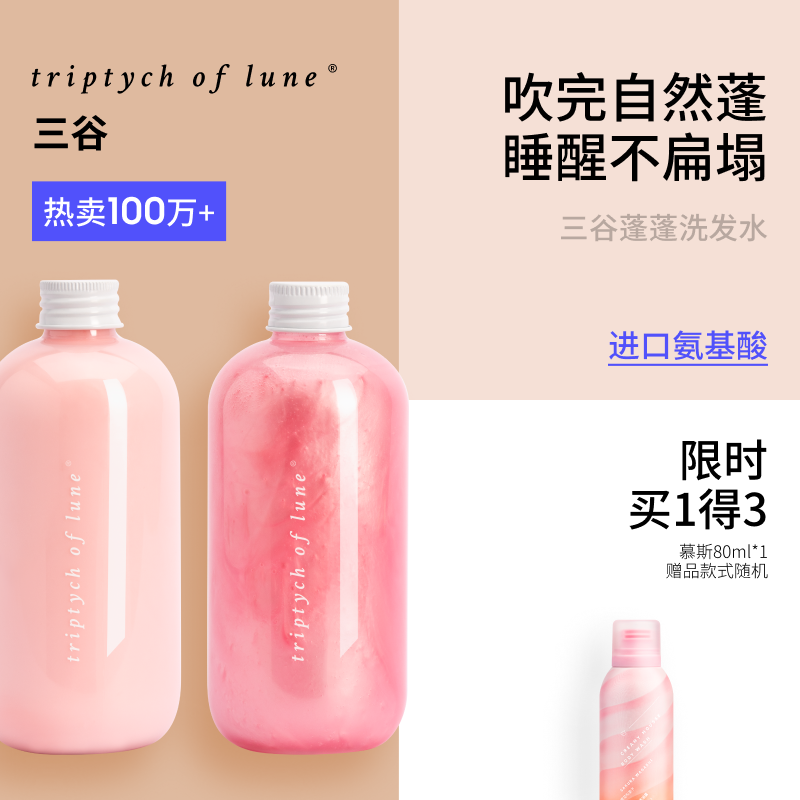 triptych of lune®
三谷
热卖100万+
吹完自然蓬
睡醒不扁塌
三谷蓬蓬洗发水
进口氨基酸
限时
买1得3
慕斯80ml*1
赠品款式随机
triptych of lune®
triptych of lune®